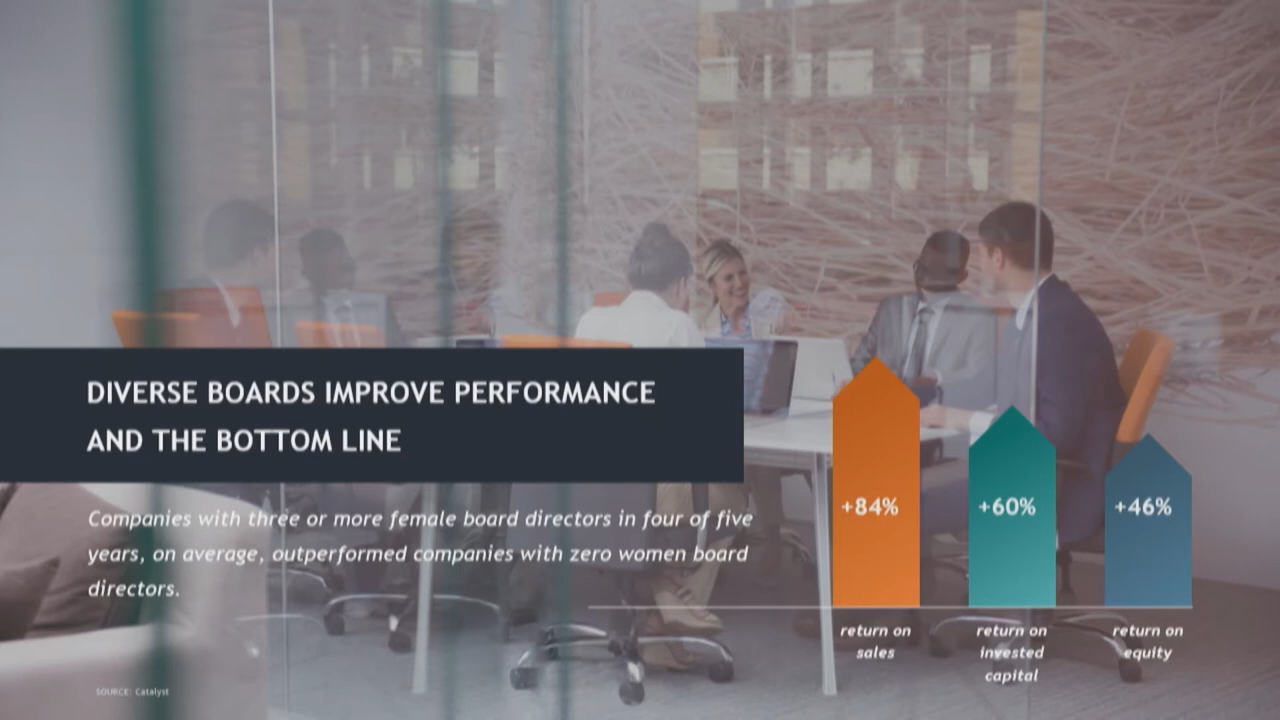 DIVERSE BOARDS IMPROVE PERFORMANCE
AND THE BOTTOM LINE
Companies with three or more female board directors in four of five
years, on average, outperformed companies with zero women board
directors.
+84%
+60%
+46%
return on
sales
return on
invested
capital
return on
equity
SOURCE: Catalyst